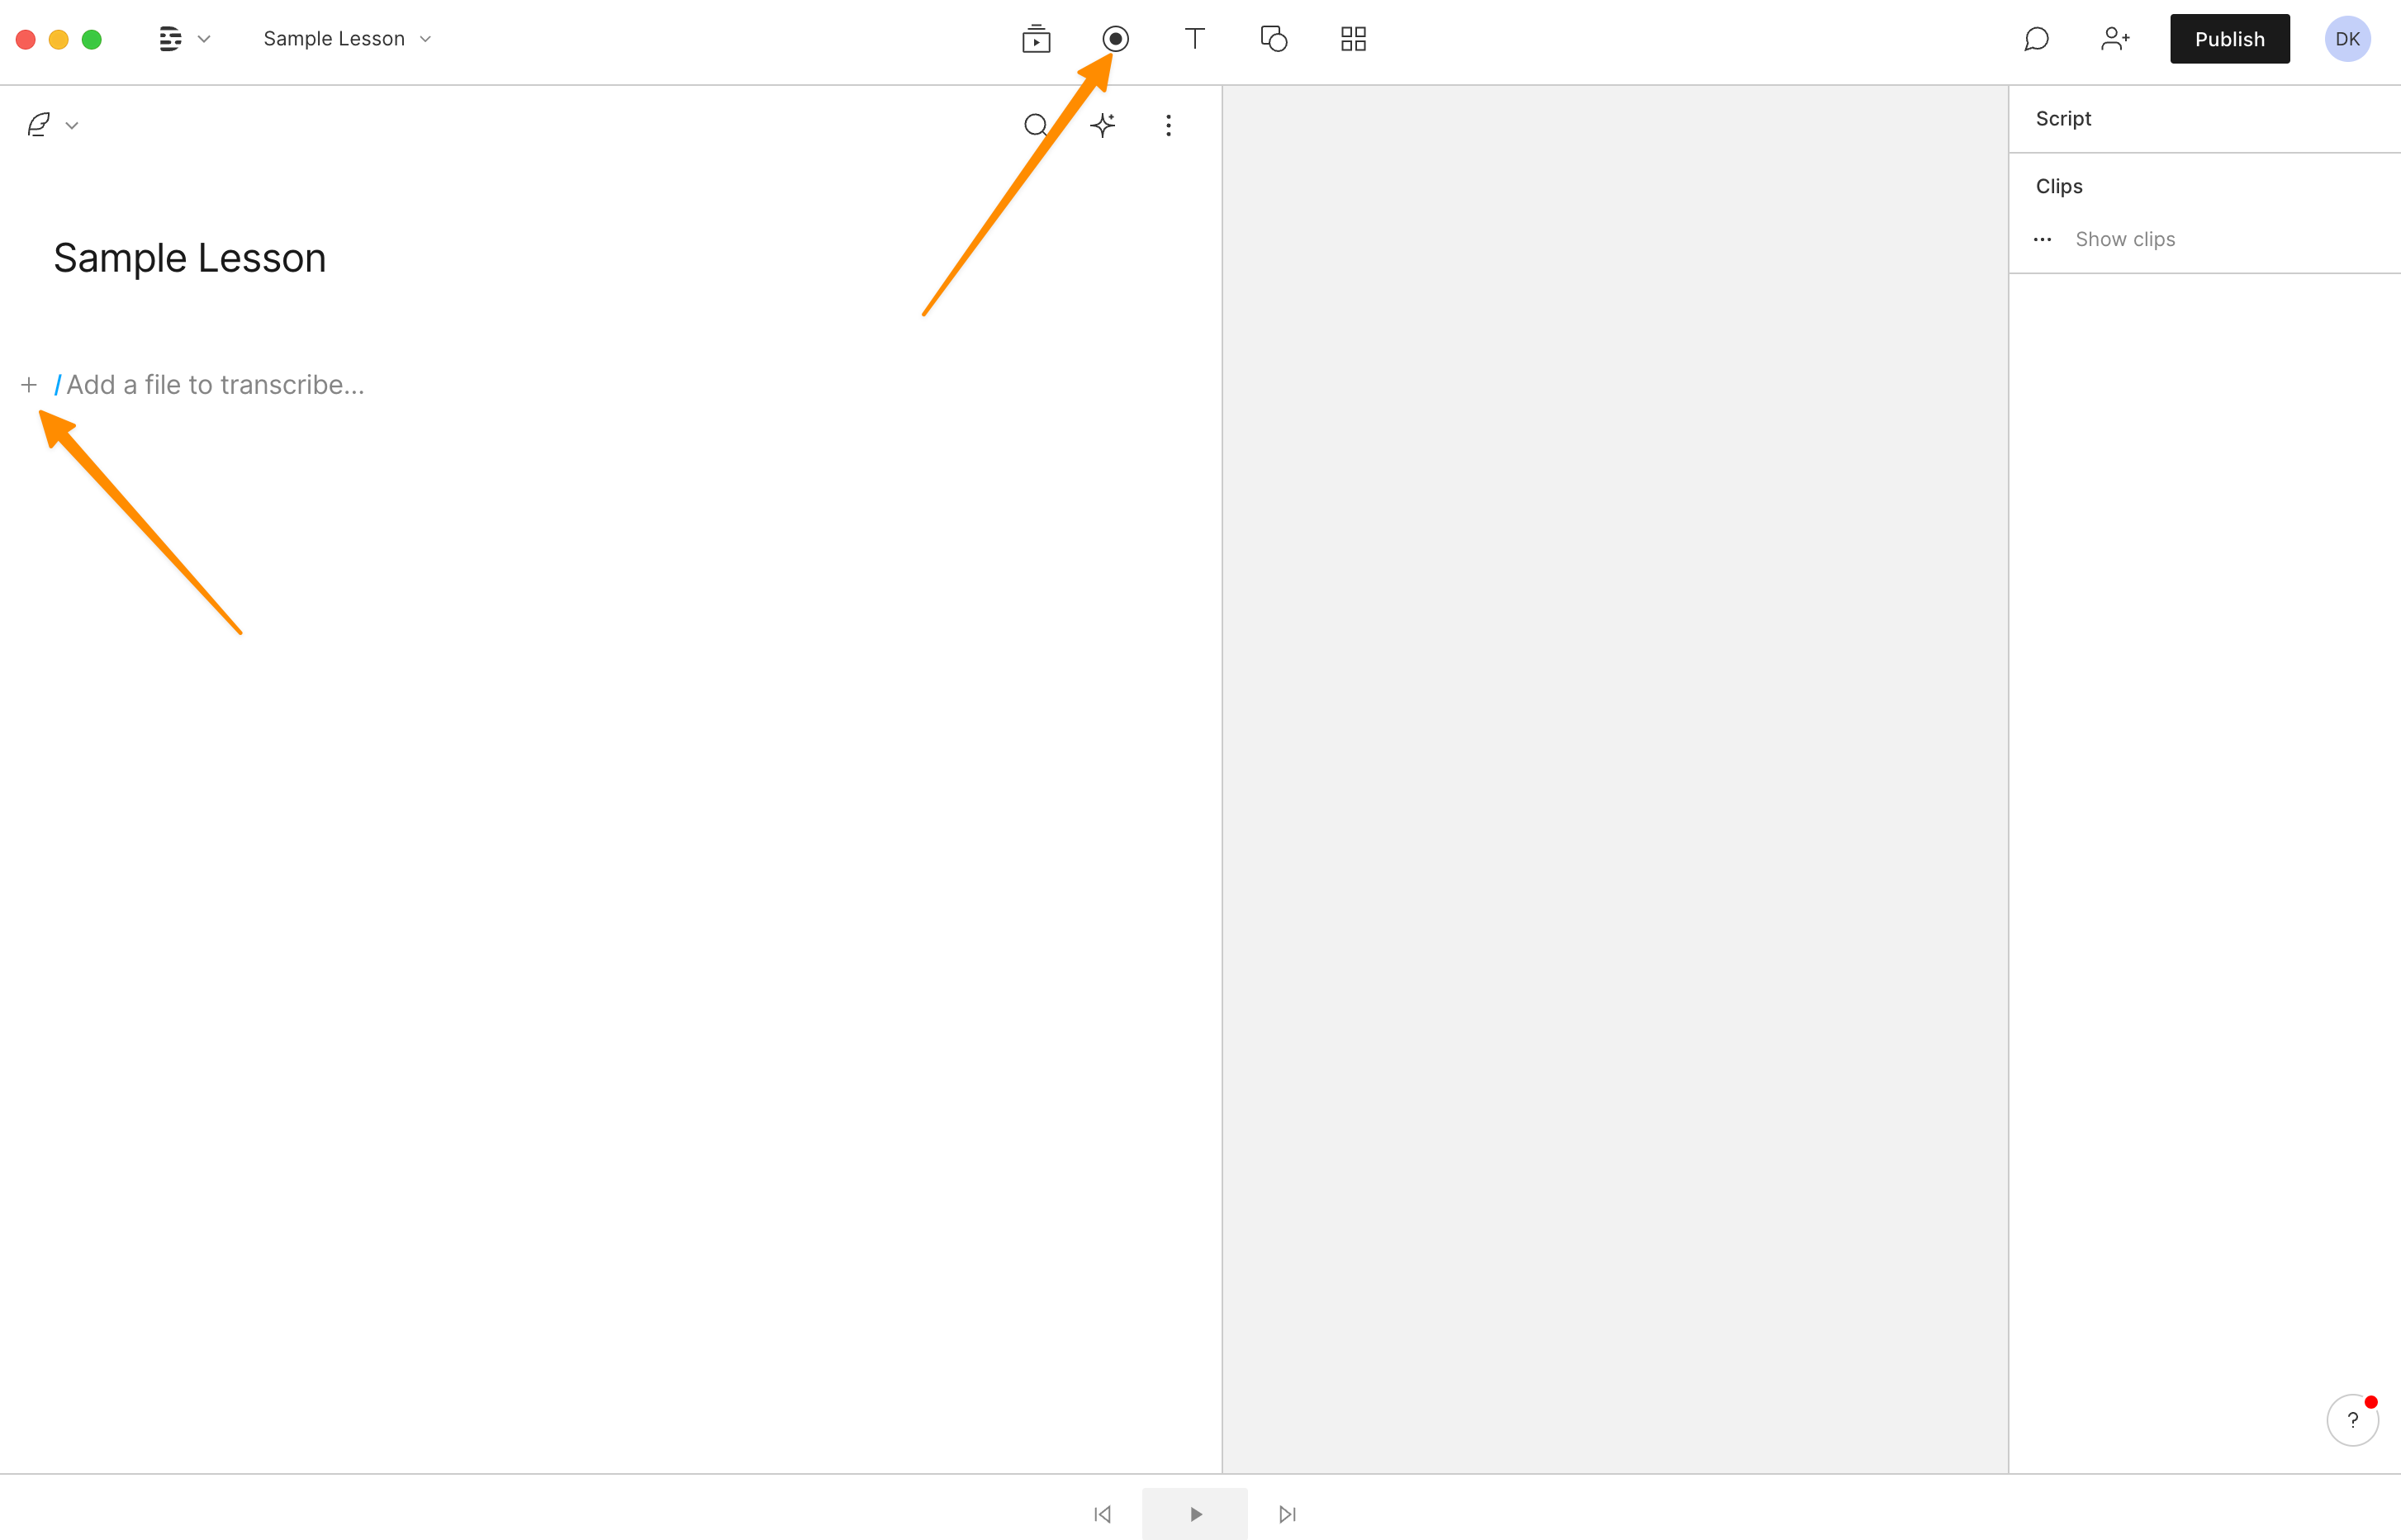 Sample Lesson
Publish
DK
Script
Clips
Show clips
Sample Lesson
/ Add a file to transcribe...
?